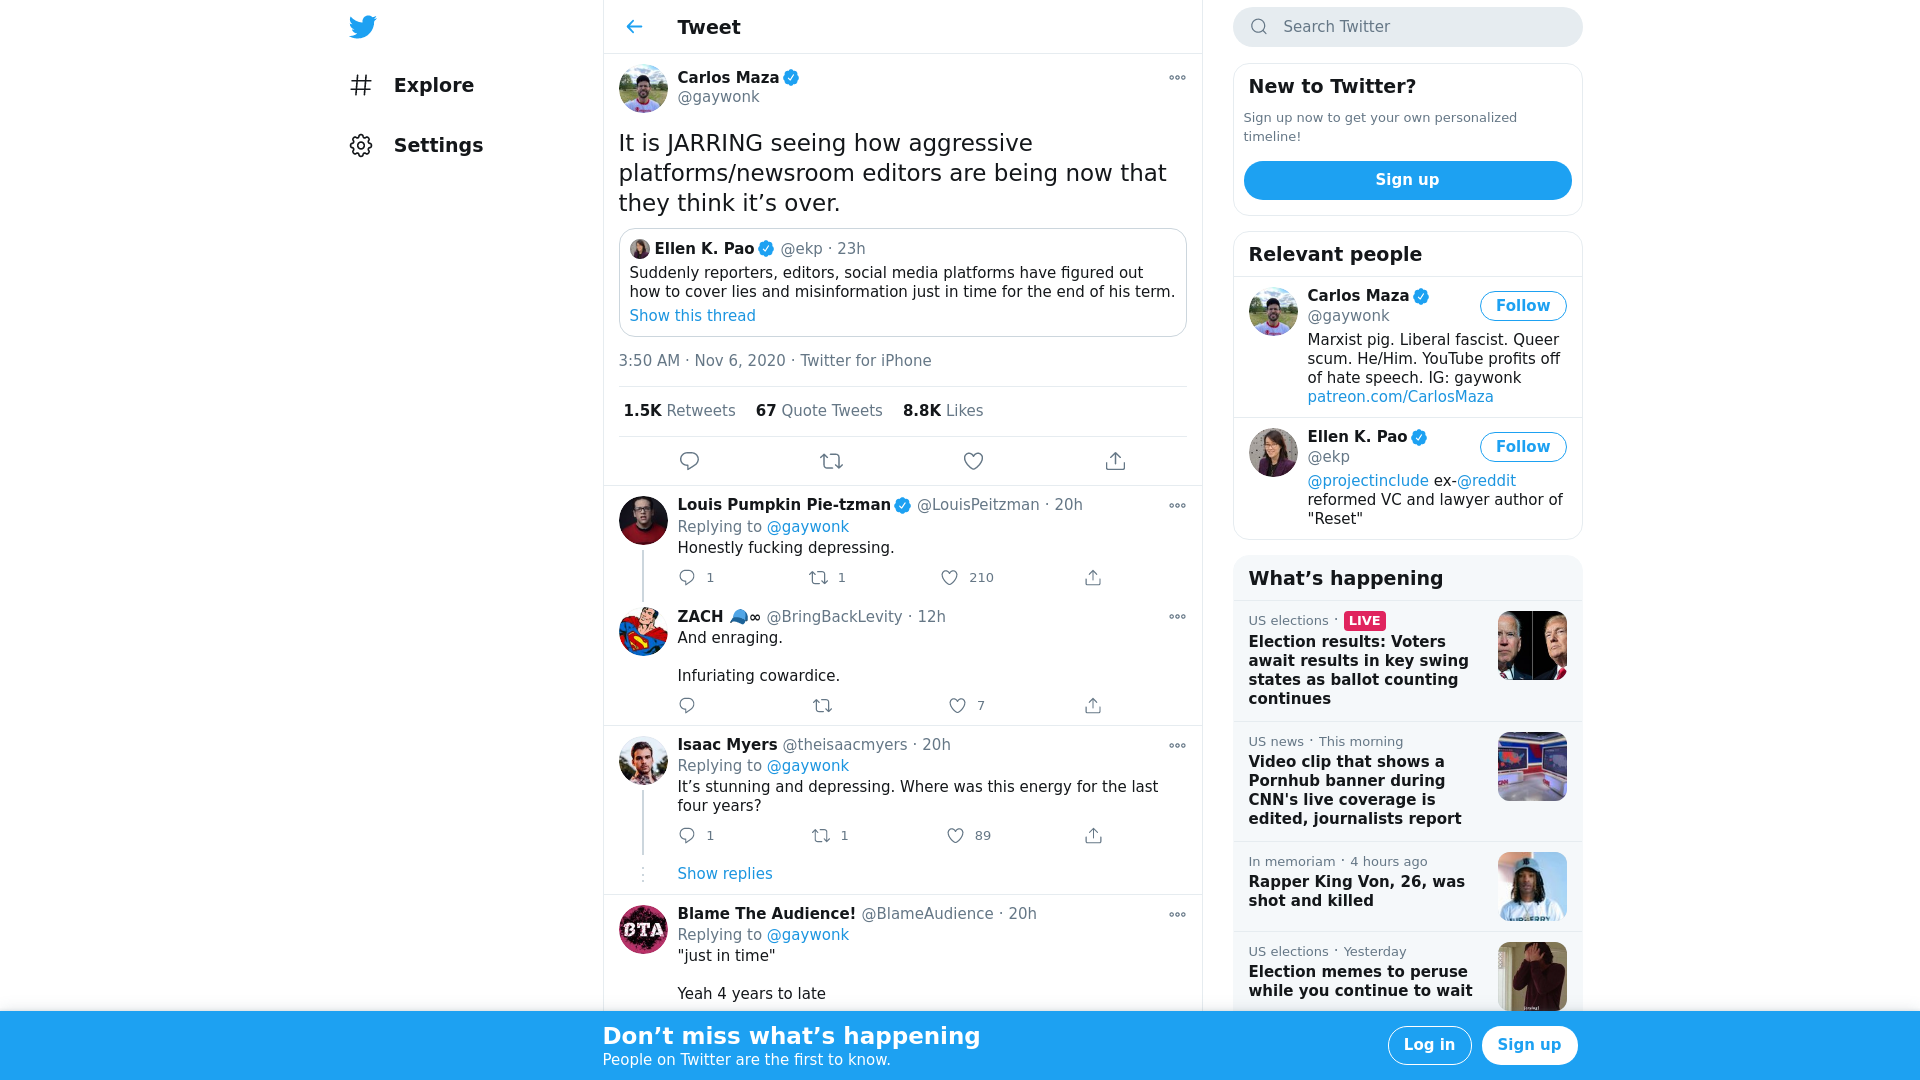 Explore
Settings
Tweet
Carlos Maza
@gaywonk
It is JARRING seeing how aggressive
platforms/newsroom editors are being now that
they think it’s over.
Ellen K. Pao @ekp · 23h
Suddenly reporters, editors, social media platforms have figured out
how to cover lies and misinformation just in time for the end of his term.
Show this thread
3:50 AM · Nov 6, 2020 · Twitter for iPhone
1.5K Retweets 67 Quote Tweets 8.8K Likes
Louis Pumpkin Pie-tzman @LouisPeitzman · 20h
Replying to @gaywonk
Honestly fucking depressing.
1 1 210
ZACH 🧢∞ @BringBackLevity · 12h
And enraging.
Infuriating cowardice.
7
Isaac Myers @theisaacmyers · 20h
Replying to @gaywonk
It’s stunning and depressing. Where was this energy for the last
four years?
1 1 89
Show replies
BTA
Blame The Audience! @BlameAudience · 20h
Replying to @gaywonk
"just in time"
Yeah 4 years to late
Search Twitter
New to Twitter?
Sign up now to get your own personalized
timeline!
Sign up
Relevant people
Carlos Maza
@gaywonk
Follow
Marxist pig. Liberal fascist. Queer
scum. He/Him. YouTube profits off
of hate speech. IG: gaywonk
patreon.com/CarlosMaza
Ellen K. Pao
@ekp
Follow
@projectinclude ex-@reddit
reformed VC and lawyer author of
"Reset"
What’s happening
US elections · LIVE
Election results: Voters
await results in key swing
states as ballot counting
continues
US news · This morning
Video clip that shows a
Pornhub banner during
CNN's live coverage is
edited, journalists report
In memoriam · 4 hours ago
Rapper King Von, 26, was
shot and killed
US elections · Yesterday
Election memes to peruse
while you continue to wait
Don’t miss what’s happening
People on Twitter are the first to know.
Log in
Sign up